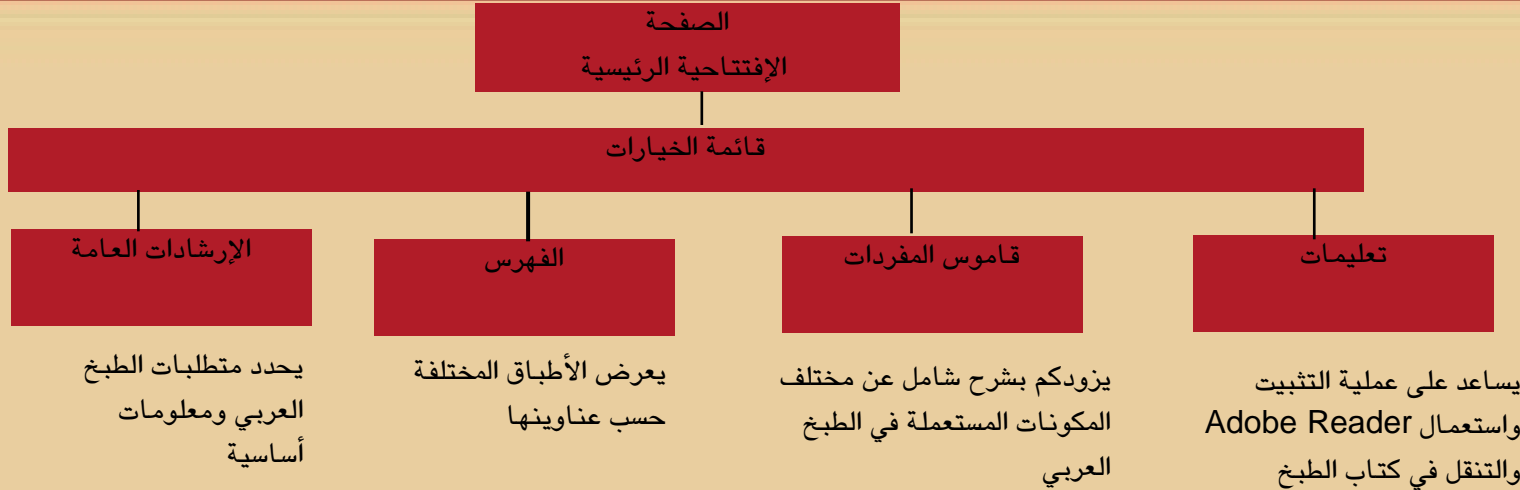 الصفحة
الإفتتاحية الرئيسية
قائمة الخيارات
تعليمات
يساعد على عملية التثبيت
واستعمال Adobe Reader
والتنقل في كتاب الطبخ
قاموس المفردات
يزودكم بشرح شامل عن مختلف
المكونات المستعملة في الطبخ
العربي
الفهرس
يعرض الأطباق المختلفة
حسب عناوينها
الإرشادات العامة
يحدد متطلبات الطبخ
العربي ومعلومات
أساسية